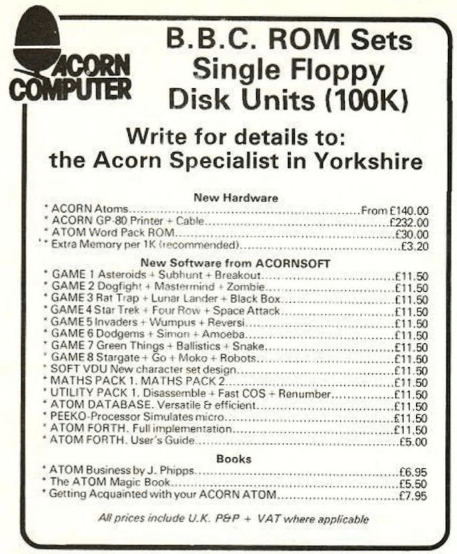 ACORN
COMPUTER
B.B.C. ROM Sets
Single Floppy
Disk Units (100K)
Write for details to:
the Acorn Specialist in Yorkshire
New Hardware
* ACORN Atoms..............................From £140.00
* ACORN GP-80 Printer + Cable..............................£232.00
* ATOM Word Pack ROM..............................£30.00
** Extra Memory per 1K (recommended)..............................£3.20
New Software from ACORNSOFT
* GAME 1 Asteroids + Subhunt + Breakout..............................£11.50
* GAME 2 Dogfight + Mastermind + Zombie..............................£11.50
* GAME 3 Rat Trap + Lunar Lander + Black Box..............................£11.50
* GAME 4 Star Trek + Four Row + Space Attack..............................£11.50
* GAME 5 Invaders + Wumpus + Reversi..............................£11.50
* GAME 6 Dodgems + Simon + Amoeba..............................£11.50
* GAME 7 Green Things + Ballistics + Snake..............................£11.50
* GAME 8 Stargate + Go + Moko + Robots..............................£11.50
* SOFT VDU New character set design..............................£11.50
* MATHS PACK 1. MATHS PACK 2..............................£11.50
* UTILITY PACK 1. Disassemble + Fast COS + Renumber..............................£11.50
* ATOM DATABASE. Versatile & efficient..............................£11.50
* PEEKO-Processor Simulates micro..............................£11.50
* ATOM FORTH. Full implementation..............................£11.50
* ATOM FORTH. User's Guide..............................£5.00
Books
* ATOM Business by J. Phipps..............................£6.95
* The ATOM Magic Book..............................£5.50
* Getting Acquainted with your ACORN ATOM..............................£7.95
All prices include U.K. P&P + VAT where applicable